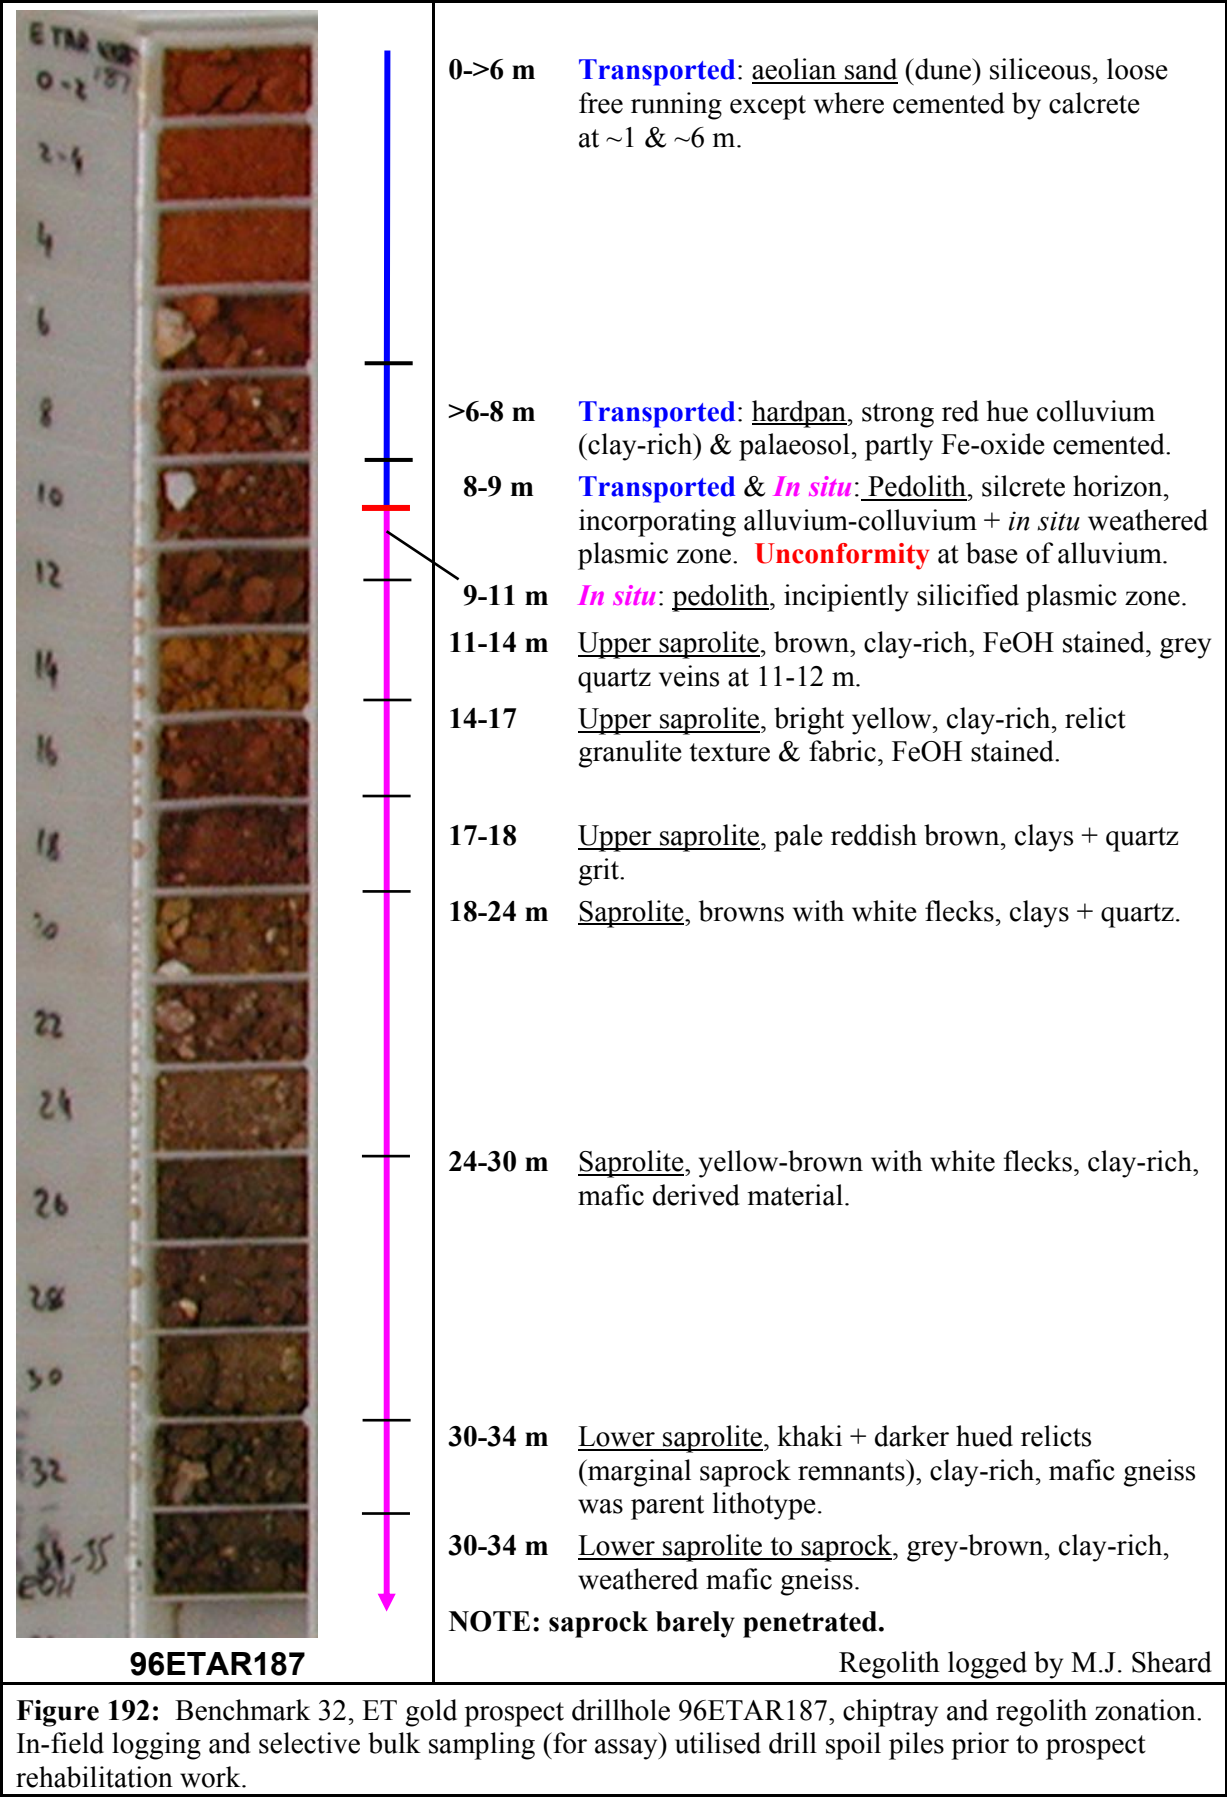 ETAR
187
0-2
2-4
4
6
8
10
12
14
16
18
20
22
24
26
28
30
32
34-35
EOH
96ETAR187
0->6 m Transported: aeolian sand (dune) siliceous, loose
free running except where cemented by calcrete
at ~1 & ~6 m.
>6-8 m Transported: hardpan, strong red hue colluvium
(clay-rich) & palaeosol, partly Fe-oxide cemented.
8-9 m Transported & In situ: Pedolith, silcrete horizon,
incorporating alluvium-colluvium + in situ weathered
plasmic zone. Unconformity at base of alluvium.
9-11 m In situ: pedolith, incipiently silicified plasmic zone.
11-14 m Upper saprolite, brown, clay-rich, FeOH stained, grey
quartz veins at 11-12 m.
14-17 Upper saprolite, bright yellow, clay-rich, relict
granulite texture & fabric, FeOH stained.
17-18 Upper saprolite, pale reddish brown, clays + quartz
grit.
18-24 m Saprolite, browns with white flecks, clays + quartz.
24-30 m Saprolite, yellow-brown with white flecks, clay-rich,
mafic derived material.
30-34 m Lower saprolite, khaki + darker hued relicts
(marginal saprock remnants), clay-rich, mafic gneiss
was parent lithotype.
30-34 m Lower saprolite to saprock, grey-brown, clay-rich,
weathered mafic gneiss.
NOTE: saprock barely penetrated.
Regolith logged by M.J. Sheard
Figure 192: Benchmark 32, ET gold prospect drillhole 96ETAR187, chiptray and regolith zonation.
In-field logging and selective bulk sampling (for assay) utilised drill spoil piles prior to prospect
rehabilitation work.